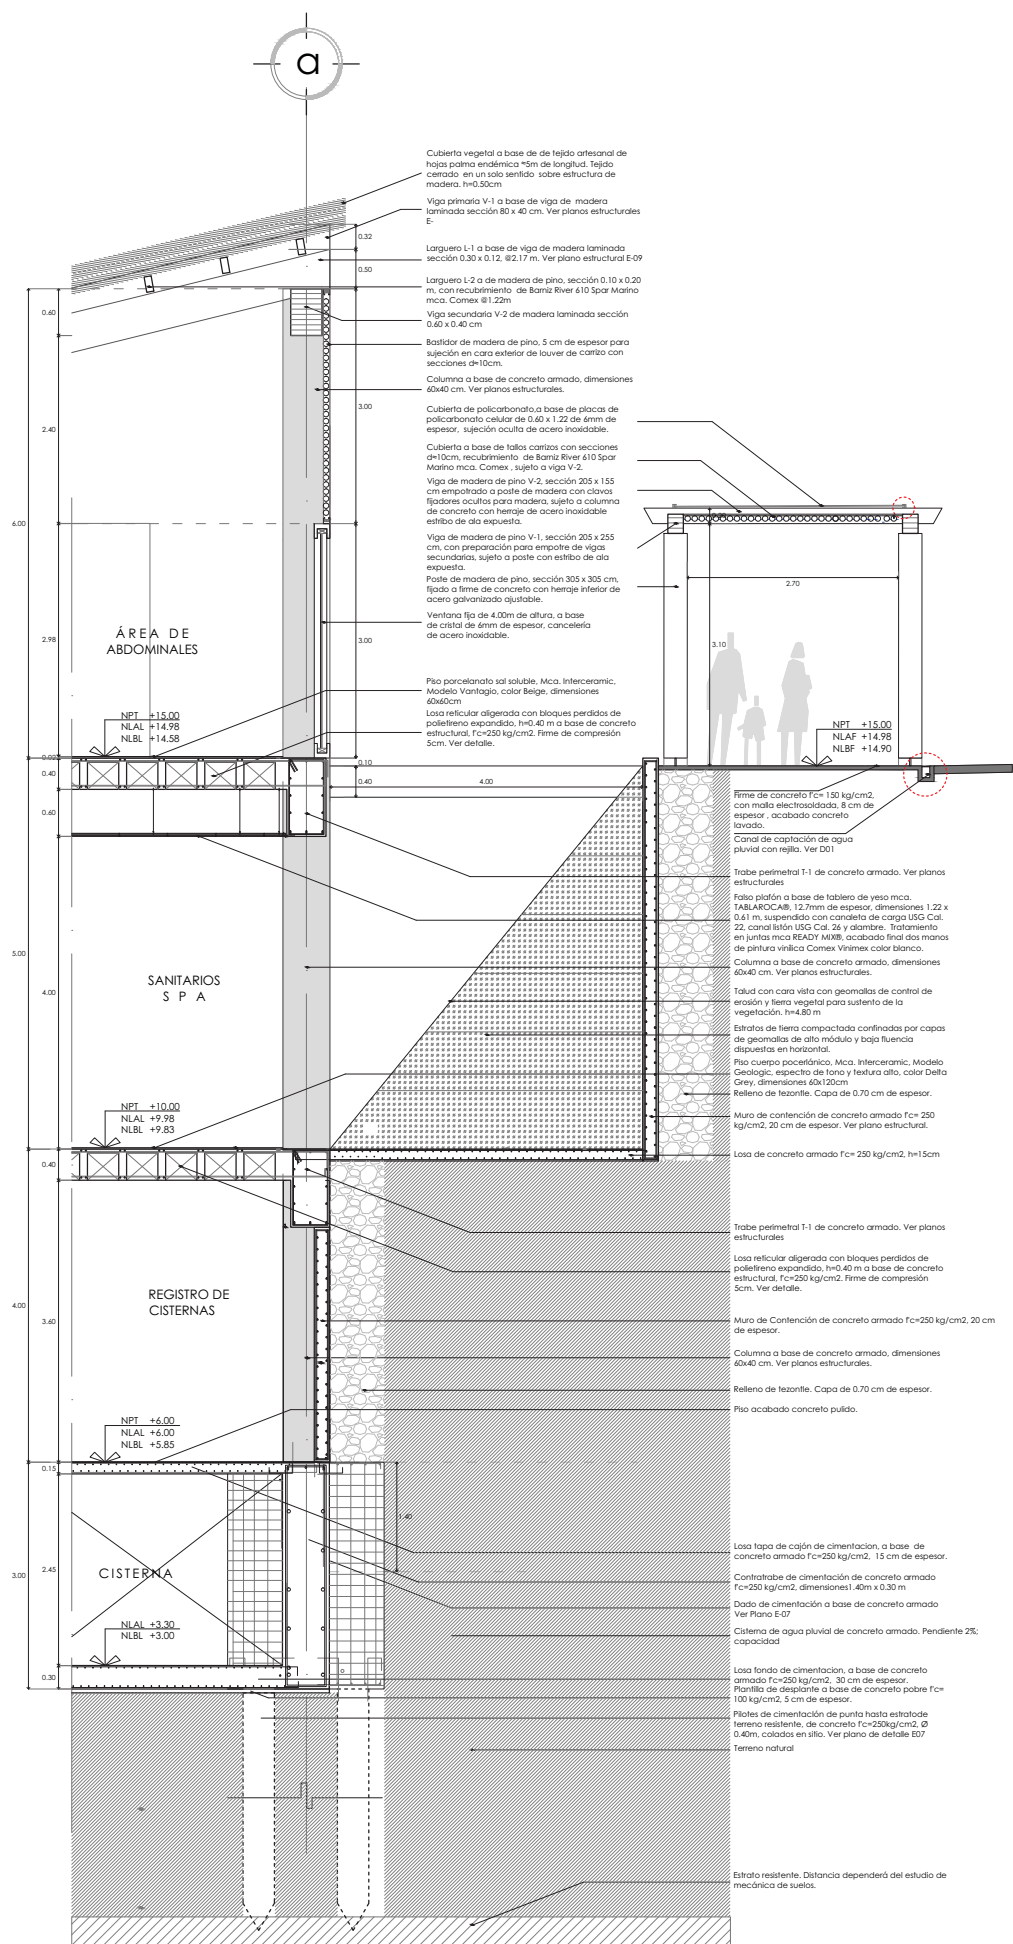 a
Cubierta vegetal a base de de tejido artesanal de
hojas palma endémica ≈5m de longitud. Tejido
cerrado en un solo sentido sobre estructura de
madera. h=0.50cm
Viga primaria V-1 a base de viga de madera
laminada sección 80 x 40 cm. Ver planos estructurales
E-
Larguero L-1 a base de viga de madera laminada
sección 0.30 x 0.12, @2.17 m. Ver plano estructural E-09
Larguero L-2 a de madera de pino, sección 0.10 x 0.20
m, con recubrimiento de Barniz River 610 Spar Marino
mca. Comex @1.22m
Viga secundaria V-2 de madera laminada sección
0.60 x 0.40 cm
Bastidor de madera de pino, 5 cm de espesor para
sujeción en cara exterior de louver de carrizo con
secciones d=10cm.
Columna a base de concreto armado, dimensiones
60x40 cm. Ver planos estructurales.
Cubierta de policarbonato,a base de placas de
policarbonato celular de 0.60 x 1.22 de 6mm de
espesor, sujeción oculta de acero inoxidable.
Cubierta a base de tallos carrizos con secciones
d=10cm, recubrimiento de Barniz River 610 Spar
Marino mca. Comex , sujeto a viga V-2.
Viga de madera de pino V-2, sección 205 x 155
cm empotrado a poste de madera con clavos
fijadores ocultos para madera, sujeto a columna
de concreto con herraje de acero inoxidable
estribo de ala expuesta.
Viga de madera de pino V-1, sección 205 x 255
cm, con preparación para empotre de vigas
secundarias, sujeto a poste con estribo de ala
expuesta.
Poste de madera de pino, sección 305 x 305 cm,
fijado a firme de concreto con herraje inferior de
acero galvanizado ajustable.
Ventana fija de 4.00m de altura, a base
de cristal de 6mm de espesor, cancelería
de acero inoxidable.
Piso porcelanato sal soluble, Mca. Interceramic,
Modelo Vantagio, color Beige, dimensiones
60x60cm
Losa reticular aligerada con bloques perdidos de
polietireno expandido, h=0.40 m a base de concreto
estructural, f'c=250 kg/cm2. Firme de compresión
5cm. Ver detalle.
0.32
0.50
0.60
3.00
2.40
6.00
2.70
3.10
2.98
3.00
ÁREA DE
ABDOMINALES
NPT +15.00
NLAL +14.98
NLBL +14.58
NPT +15.00
NLAF +14.98
NLBF +14.90
0.02
0.40
0.10
0.40
4.00
0.60
Firme de concreto f'c= 150 kg/cm2,
con malla electrosoldada, 8 cm de
espesor , acabado concreto
lavado.
Canal de captación de agua
pluvial con rejilla. Ver D01
Trabe perimetral T-1 de concreto armado. Ver planos
estructurales
Falso plafón a base de tablero de yeso mca.
TABLAROCA®, 12.7mm de espesor, dimensiones 1.22 x
0.61 m, suspendido con canaleta de carga USG Cal.
22, canal listón USG Cal. 26 y alambre. Tratamiento
en juntas mca READY MIX®, acabado final dos manos
de pintura vinílica Comex Vinimex color blanco.
Columna a base de concreto armado, dimensiones
60x40 cm. Ver planos estructurales.
Talud con cara vista con geomallas de control de
erosión y tierra vegetal para sustento de la
vegetación. h=4.80 m
Estratos de tierra compactada confinadas por capas
de geomallas de alto módulo y baja fluencia
dispuestas en horizontal.
Piso cuerpo pocerlánico, Mca. Interceramic, Modelo
Geologic, espectro de tono y textura alto, color Delta
Grey, dimensiones 60x120cm
Relleno de tezontle. Capa de 0.70 cm de espesor.
Muro de contención de concreto armado f'c= 250
kg/cm2, 20 cm de espesor. Ver plano estructural.
Losa de concreto armado f'c= 250 kg/cm2, h=15cm
5.00
4.00
SANITARIOS
S P A
NPT +10.00
NLAL +9.98
NLBL +9.83
0.40
Trabe perimetral T-1 de concreto armado. Ver planos
estructurales
Losa reticular aligerada con bloques perdidos de
polietireno expandido, h=0.40 m a base de concreto
estructural, f'c=250 kg/cm2. Firme de compresión
5cm. Ver detalle.
Muro de Contención de concreto armado f'c=250 kg/cm2, 20 cm
de espesor.
Columna a base de concreto armado, dimensiones
60x40 cm. Ver planos estructurales.
Relleno de tezontle. Capa de 0.70 cm de espesor.
Piso acabado concreto pulido.
REGISTRO DE
CISTERNAS
4.00
3.60
NPT +6.00
NLAL +6.00
NLBL +5.85
0.15
1.40
3.00
2.45
CISTERNA
NLAL +3.30
NLBL +3.00
0.30
Losa tapa de cajón de cimentacion, a base de
concreto armado f'c=250 kg/cm2, 15 cm de espesor.
Contratrabe de cimentación de concreto armado
f'c=250 kg/cm2, dimensiones1.40m x 0.30 m
Dado de cimentación a base de concreto armado
Ver Plano E-07
Cisterna de agua pluvial de concreto armado. Pendiente 2%;
capacidad
Losa fondo de cimentacion, a base de concreto
armado f'c=250 kg/cm2, 30 cm de espesor.
Plantilla de desplante a base de concreto pobre f'c=
100 kg/cm2, 5 cm de espesor.
Pilotes de cimentación de punta hasta estratode
terreno resistente, de concreto f'c=250kg/cm2, Ø
0.40m, colados en sitio. Ver plano de detalle E07
Terreno natural
Estrato resistente. Distancia dependerá del estudio de
mecánica de suelos.